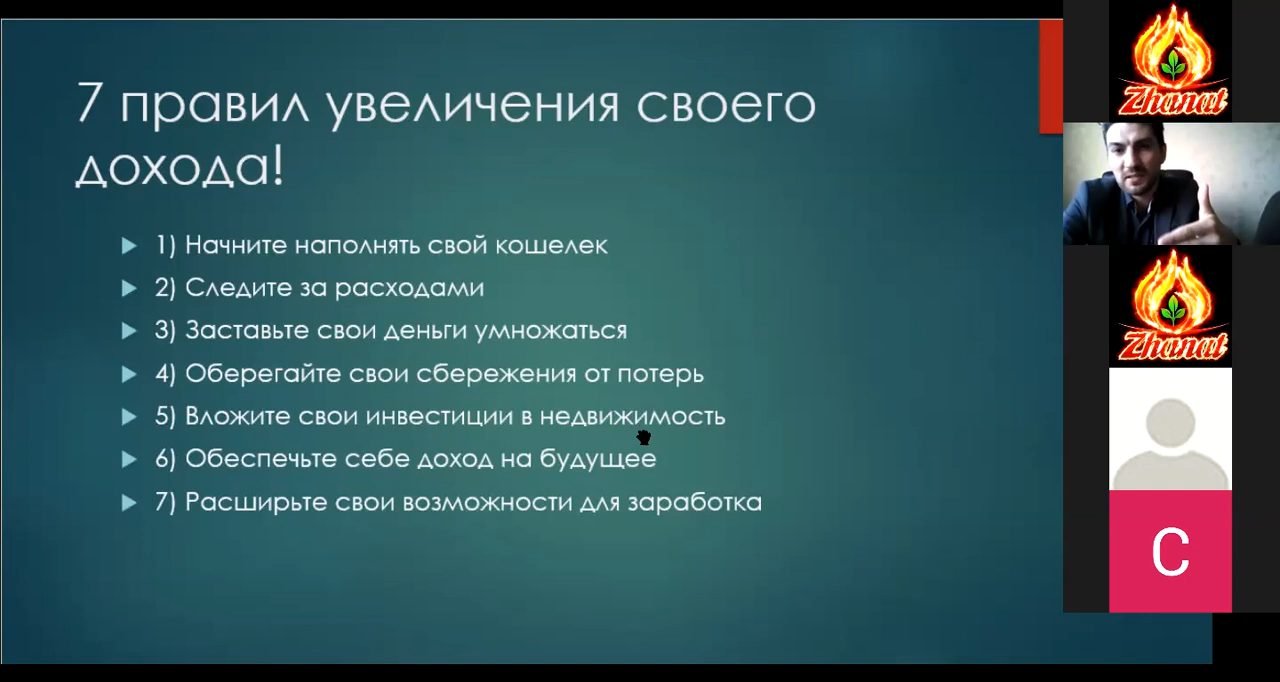 7 правил увеличения своего
дохода!
1) Начните наполнять свой кошелек
2) Следите за расходами
3) Заставьте свои деньги умножаться
4) Оберегайте свои сбережения от потерь
5) Вложите свои инвестиции в недвижимость
6) Обеспечьте себе доход на будущее
7) Расширьте свои возможности для заработка
Zhanat
Zhanat
C